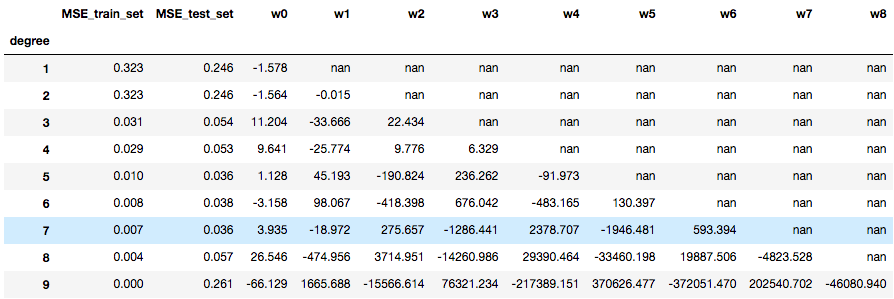 MSE_train_set MSE_test_set w0 w1 w2 w3 w4 w5 w6 w7 w8
degree
1 0.323 0.246 -1.578 nan nan nan nan nan nan nan nan
2 0.323 0.246 -1.564 -0.015 nan nan nan nan nan nan nan
3 0.031 0.054 11.204 -33.666 22.434 nan nan nan nan nan nan
4 0.029 0.053 9.641 -25.774 9.776 6.329 nan nan nan nan nan
5 0.010 0.036 1.128 45.193 -190.824 236.262 -91.973 nan nan nan nan
6 0.008 0.038 -3.158 98.067 -418.398 676.042 -483.165 130.397 nan nan nan
7 0.007 0.036 3.935 -18.972 275.657 -1286.441 2378.707 -1946.481 593.394 nan nan
8 0.004 0.057 26.546 -474.956 3714.951 -14260.986 29390.464 -33460.198 19887.506 -4823.528 nan
9 0.000 0.261 -66.129 1665.688 -15566.614 76321.234 -217389.151 370626.477 -372051.470 202540.702 -46080.940